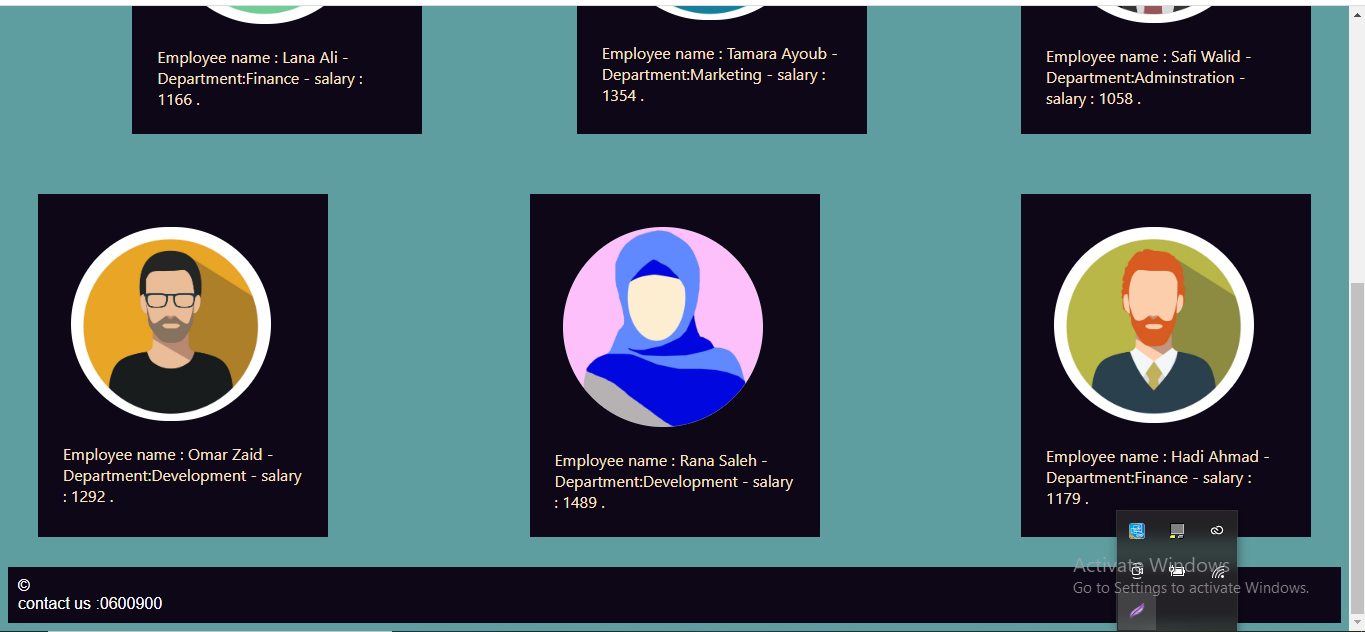 Employee name : Lana Ali -
Department:Finance - salary :
1166 .
Employee name : Tamara Ayoub -
Department:Marketing - salary :
1354 .
Employee name : Safi Walid -
Department:Adminstration -
salary : 1058 .
Employee name : Omar Zaid -
Department:Development - salary
: 1292 .
Employee name : Rana Saleh -
Department:Development - salary
: 1489 .
Employee name : Hadi Ahmad -
Department:Finance - salary :
1179 .
©
contact us :0600900
Activate Windows
Go to Settings to activate Windows.